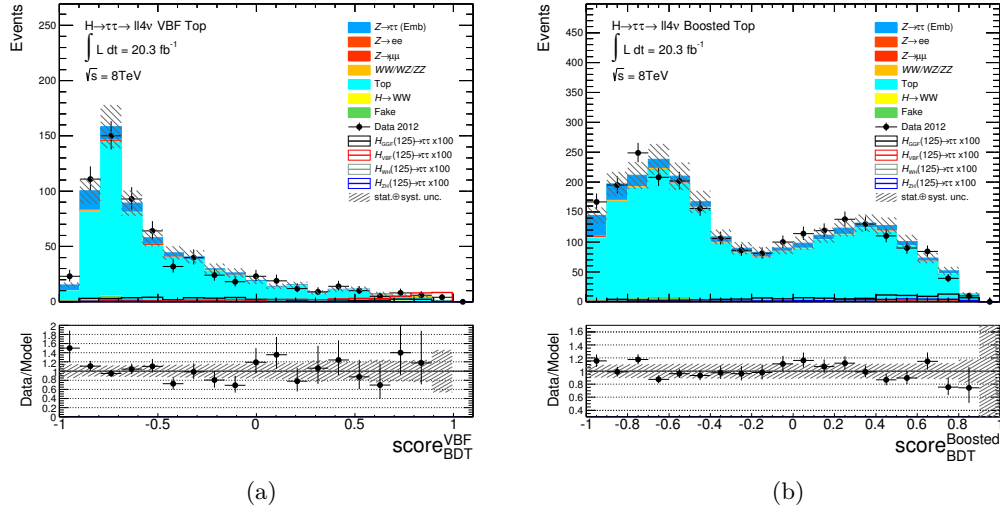 Events
300
250
200
150
100
50
0
H→ττ→ ll4ν VBF Top
∫ L dt = 20.3 fb⁻¹
√s = 8TeV
Z→ττ (Emb)
Z→ee
Z→μμ
WW/WZ/ZZ
Top
H→WW
Fake
Data 2012
H_GGF(125)→ττ x100
H_VBF(125)→ττ x100
H_WH(125)→ττ x100
H_ZH(125)→ττ x100
stat.⊕syst. unc.
Data/Model
2
1.8
1.6
1.4
1.2
1
0.8
0.6
0.4
0.2
0
-1 -0.5 0 0.5 1
score_BDT^VBF
(a)
Events
450
400
350
300
250
200
150
100
50
0
H→ττ→ ll4ν Boosted Top
∫ L dt = 20.3 fb⁻¹
√s = 8TeV
Z→ττ (Emb)
Z→ee
Z→μμ
WW/WZ/ZZ
Top
H→WW
Fake
Data 2012
H_GGF(125)→ττ x100
H_VBF(125)→ττ x100
H_WH(125)→ττ x100
H_ZH(125)→ττ x100
stat.⊕syst. unc.
Data/Model
1.6
1.4
1.2
1
0.8
0.6
0.4
-1 -0.8 -0.6 -0.4 -0.2 0 0.2 0.4 0.6 0.8 1
score_BDT^Boosted
(b)